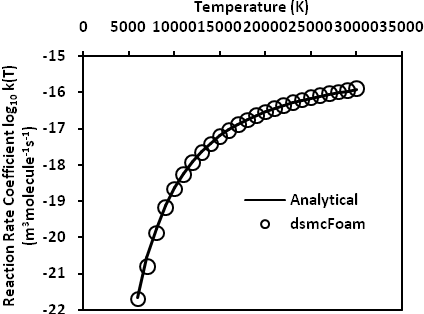 Temperature (K)
0 5000 10000 15000 20000 25000 30000 35000
-15
-16
-17
-18
-19
-20
-21
-22
Reaction Rate Coefficient log₁₀ k(T)
(m³molecule⁻¹s⁻¹)
Analytical
dsmcFoam